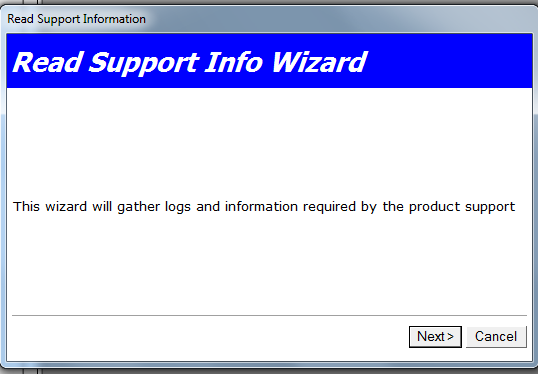 Read Support Information
Read Support Info Wizard
This wizard will gather logs and information required by the product support
Next>
Cancel